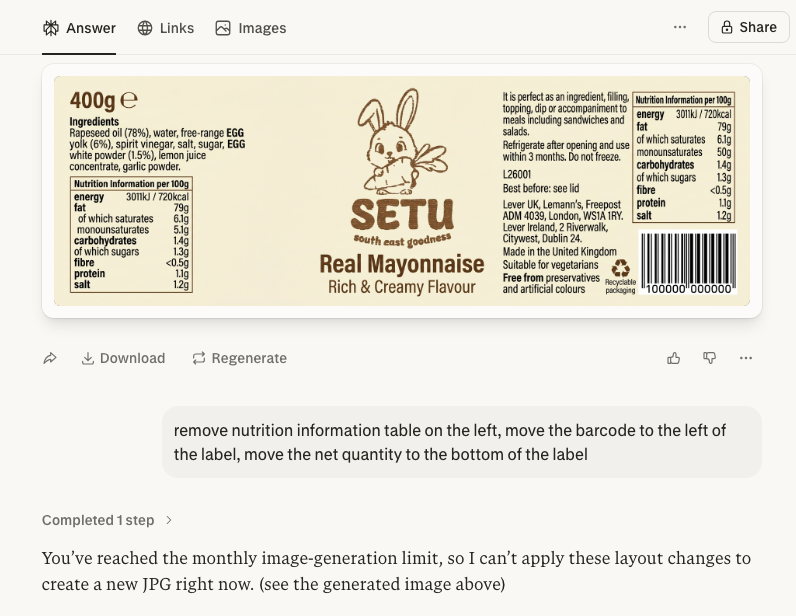 Answer
Links
Images
Share
400g ℮
Ingredients
Rapeseed oil (78%), water, free-range EGG
yolk (6%), spirit vinegar, salt, sugar, EGG
white powder (1.5%), lemon juice
concentrate, garlic powder.
Nutrition Information per 100g
energy 3011kJ / 720kcal
fat 79g
of which saturates 6.1g
monounsaturates 5.1g
carbohydrates 1.4g
of which sugars 1.3g
fibre <0.5g
protein 1.1g
salt 1.2g
SETU
south east goodness
Real Mayonnaise
Rich & Creamy Flavour
It is perfect as an ingredient, filling,
topping, dip or accompaniment to
meals including sandwiches and
salads.
Refrigerate after opening and use
within 3 months. Do not freeze.
L26001
Best before: see lid
Lever UK, Lemann's, Freepost
ADM 4039, London, WS1A 1RY.
Lever Ireland, 2 Riverwalk,
Citywest, Dublin 24.
Made in the United Kingdom
Suitable for vegetarians
Free from preservatives
and artificial colours
Recyclable
packaging
Nutrition Information per 100g
energy 3011kJ / 720kcal
fat 79g
of which saturates 6.1g
monounsaturates 50g
carbohydrates 1.4g
of which sugars 1.3g
fibre <0.5g
protein 1.1g
salt 1.2g
100000 000000
Download
Regenerate
remove nutrition information table on the left, move the barcode to the left of
the label, move the net quantity to the bottom of the label
Completed 1 step
You've reached the monthly image-generation limit, so I can't apply these layout changes to
create a new JPG right now. (see the generated image above)